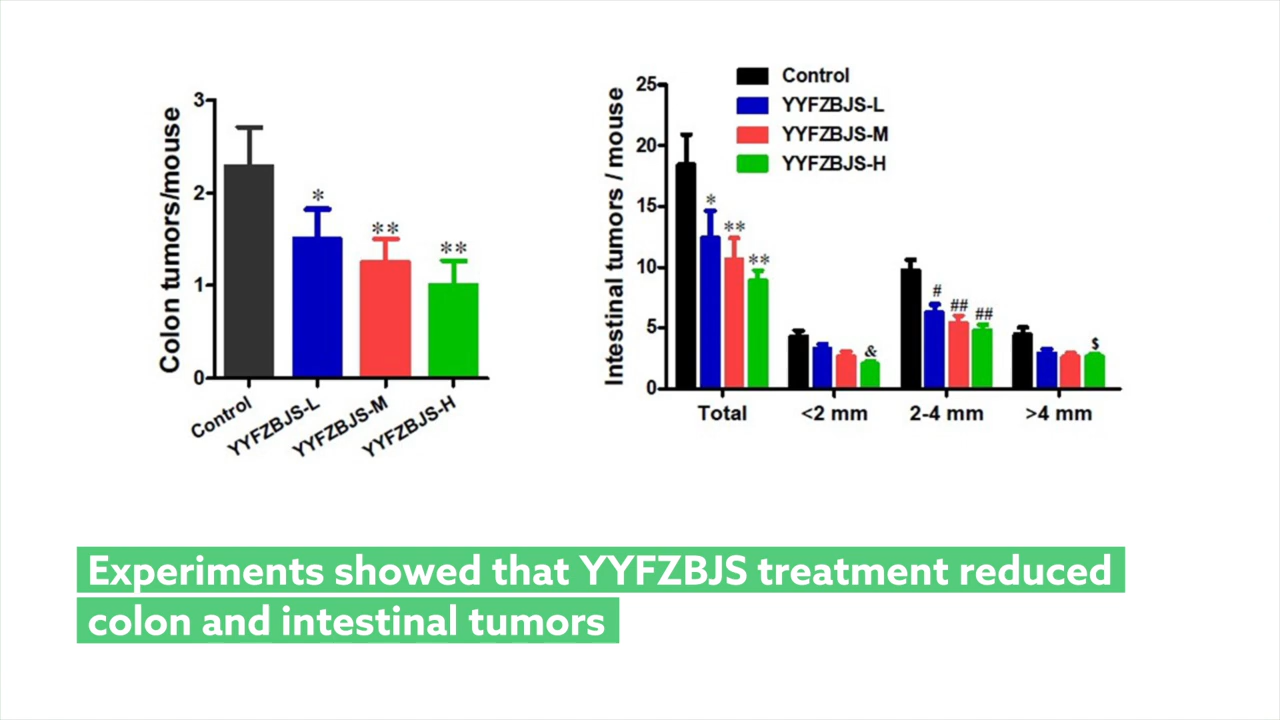 3
2
1
0
Colon tumors/mouse
*
**
**
Control
YYFZBJS-L
YYFZBJS-M
YYFZBJS-H
25
20
15
10
5
0
Intestinal tumors / mouse
Control
YYFZBJS-L
YYFZBJS-M
YYFZBJS-H
*
**
**
&
#
##
##
$
Total
<2 mm
2-4 mm
>4 mm
Experiments showed that YYFZBJS treatment reduced
colon and intestinal tumors